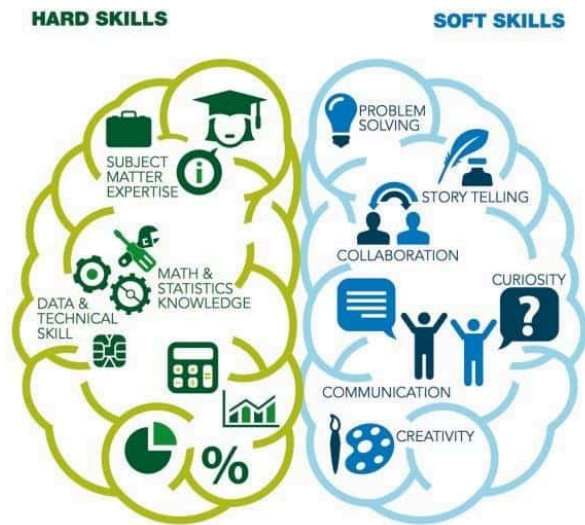 HARD SKILLS
SUBJECT
MATTER
EXPERTISE
i
MATH &
STATISTICS
KNOWLEDGE
DATA &
TECHNICAL
SKILL
%
SOFT SKILLS
PROBLEM
SOLVING
STORY TELLING
COLLABORATION
CURIOSITY
?
COMMUNICATION
CREATIVITY